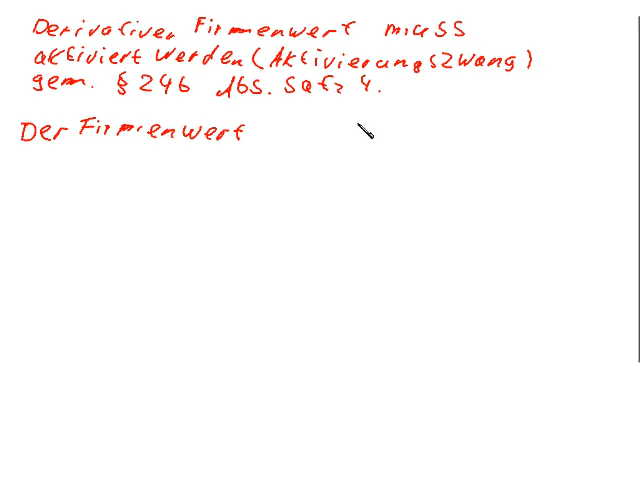 Derivativer Firmenwert muss
aktiviert werden (Aktivierungszwang)
gem. § 246 Abs. Satz 4.
Der Firmenwert